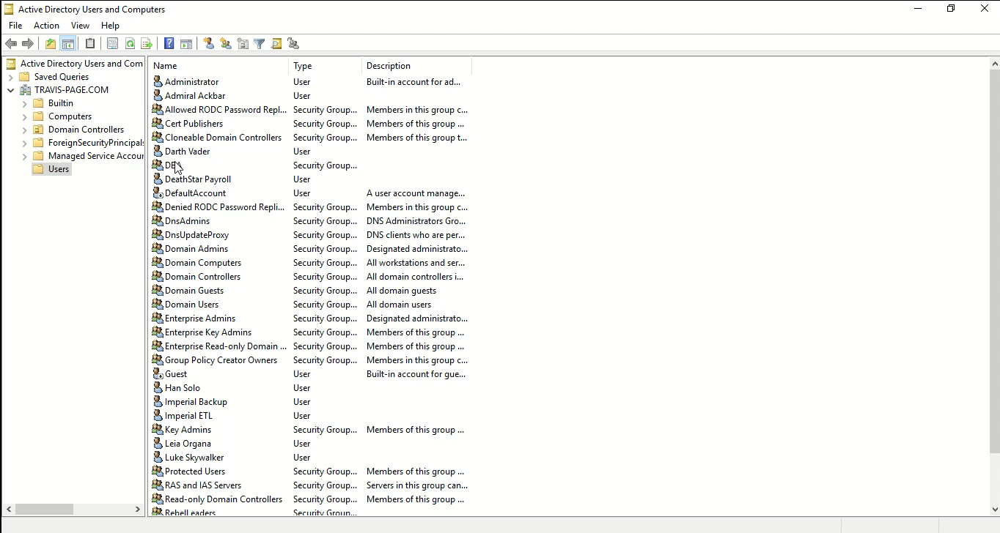 Active Directory Users and Computers
File Action View Help
Active Directory Users and Com
Saved Queries
TRAVIS-PAGE.COM
Builtin
Computers
Domain Controllers
ForeignSecurityPrincipals
Managed Service Accour
Users
Name Type Description
Administrator User Built-in account for ad...
Admiral Ackbar User
Allowed RODC Password Repl... Security Group... Members in this group c...
Cert Publishers Security Group... Members of this group ...
Cloneable Domain Controllers Security Group... Members of this group t...
Darth Vader User
Security Group...
DeathStar Payroll User
DefaultAccount User A user account manage...
Denied RODC Password Repli... Security Group... Members in this group c...
DnsAdmins Security Group... DNS Administrators Gro...
DnsUpdateProxy Security Group... DNS clients who are per...
Domain Admins Security Group... Designated administrato...
Domain Computers Security Group... All workstations and ser...
Domain Controllers Security Group... All domain controllers i...
Domain Guests Security Group... All domain guests
Domain Users Security Group... All domain users
Enterprise Admins Security Group... Designated administrato...
Enterprise Key Admins Security Group... Members of this group ...
Enterprise Read-only Domain ... Security Group... Members of this group ...
Group Policy Creator Owners Security Group... Members in this group c...
Guest User Built-in account for gue...
Han Solo User
Imperial Backup User
Imperial ETL User
Key Admins Security Group... Members of this group ...
Leia Organa User
Luke Skywalker User
Protected Users Security Group... Members of this group ...
RAS and IAS Servers Security Group... Servers in this group can...
Read-only Domain Controllers Security Group... Members of this group ...
RebelLeaders Security Group...